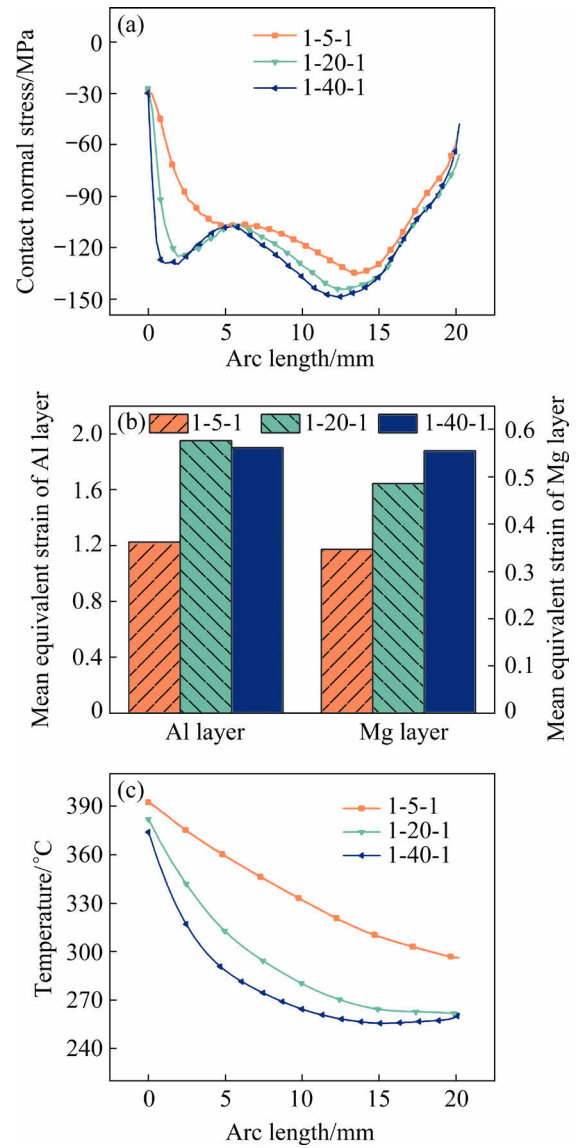 (a)
1-5-1
1-20-1
1-40-1
Contact normal stress/MPa
0
−30
−60
−90
−120
−150
0 5 10 15 20
Arc length/mm
(b) 1-5-1 1-20-1 1-40-1
Mean equivalent strain of Al layer
2.0
1.6
1.2
0.8
0.4
0
0.6
0.5
0.4
0.3
0.2
0.1
0
Mean equivalent strain of Mg layer
Al layer Mg layer
(c)
1-5-1
1-20-1
1-40-1
Temperature/°C
390
360
330
300
270
240
0 5 10 15 20
Arc length/mm